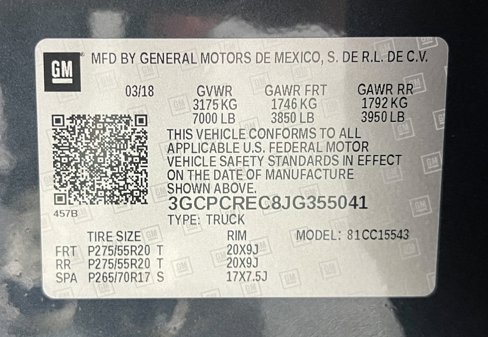 GM MFD BY GENERAL MOTORS DE MEXICO, S. DE R.L. DE C.V.
03/18 GVWR GAWR FRT GAWR RR
3175 KG 1746 KG 1792 KG
7000 LB 3850 LB 3950 LB
THIS VEHICLE CONFORMS TO ALL
APPLICABLE U.S. FEDERAL MOTOR
VEHICLE SAFETY STANDARDS IN EFFECT
ON THE DATE OF MANUFACTURE
SHOWN ABOVE.
457B
3GCPCREC8JG355041
TYPE: TRUCK
TIRE SIZE RIM MODEL: 81CC15543
FRT P275/55R20 T 20X9J
RR P275/55R20 T 20X9J
SPA P265/70R17 S 17X7.5J